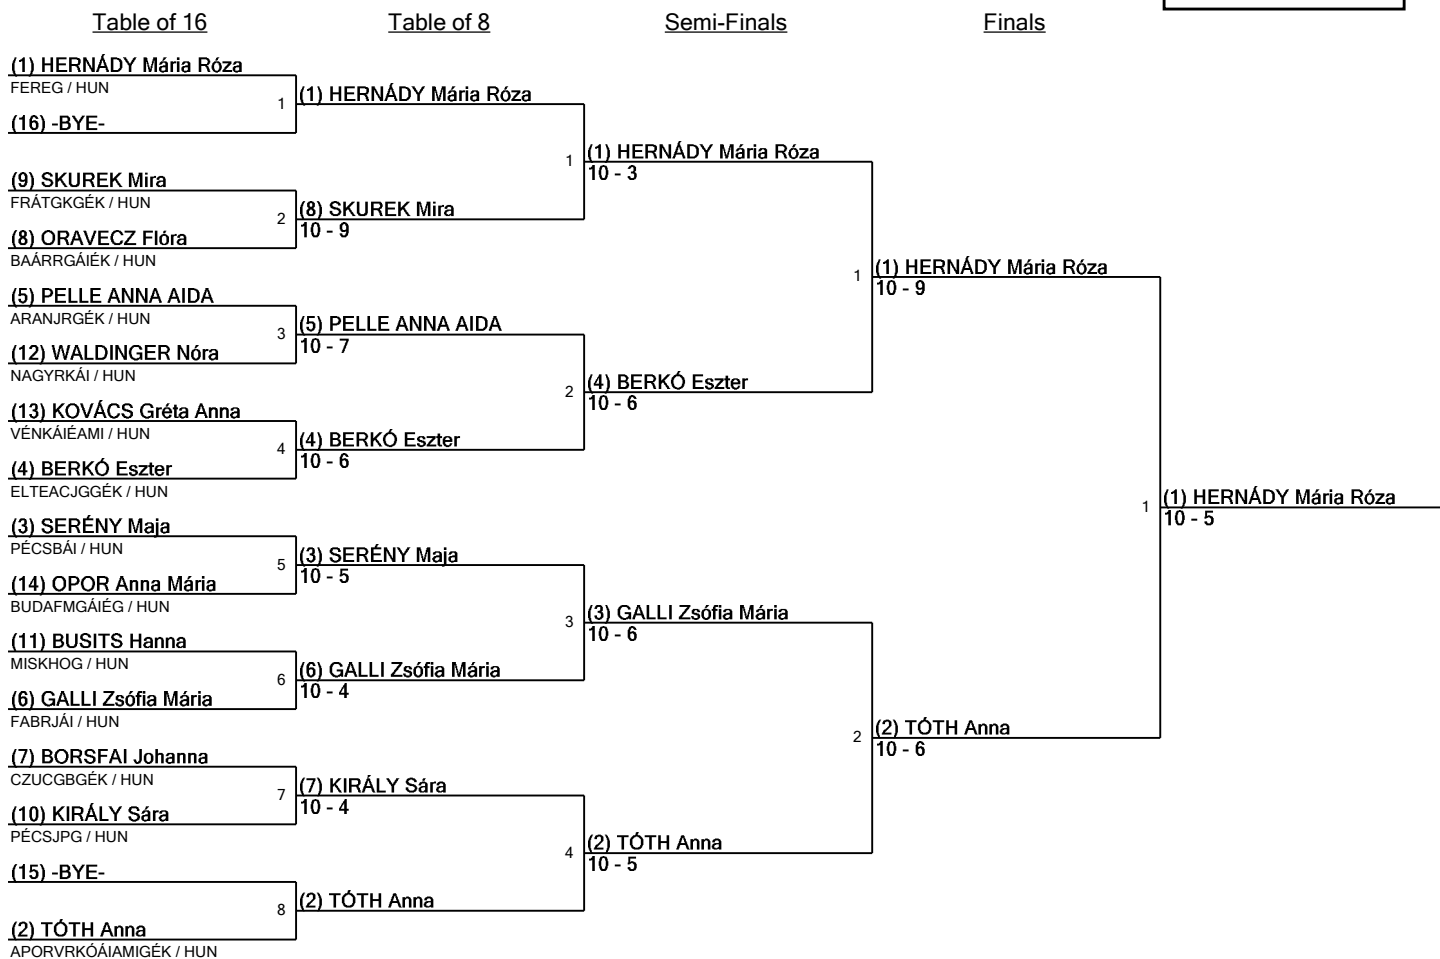 Table of 16
Table of 8
Semi-Finals
Finals
(1) HERNÁDY Mária Róza
FEREG / HUN
(16) -BYE-
(9) SKUREK Mira
FRÁTGKGÉK / HUN
(8) ORAVECZ Flóra
BAÁRRGÁIÉK / HUN
(5) PELLE ANNA AIDA
ARANJRGÉK / HUN
(12) WALDINGER Nóra
NAGYRKÁI / HUN
(13) KOVÁCS Gréta Anna
VÉNKÁIÉAMI / HUN
(4) BERKÓ Eszter
ELTEACJGGÉK / HUN
(3) SERÉNY Maja
PÉCSBÁI / HUN
(14) OPOR Anna Mária
BUDAFMGÁIÉG / HUN
(11) BUSITS Hanna
MISKHOG / HUN
(6) GALLI Zsófia Mária
FABRJÁI / HUN
(7) BORSFAI Johanna
CZUCGBGÉK / HUN
(10) KIRÁLY Sára
PÉCSJPG / HUN
(15) -BYE-
(2) TÓTH Anna
APORVRKÓÁIAMIGÉK / HUN
1
(1) HERNÁDY Mária Róza
2
(8) SKUREK Mira
10 - 9
3
(5) PELLE ANNA AIDA
10 - 7
4
(4) BERKÓ Eszter
10 - 6
5
(3) SERÉNY Maja
10 - 5
6
(6) GALLI Zsófia Mária
10 - 4
7
(7) KIRÁLY Sára
10 - 4
8
(2) TÓTH Anna
1
(1) HERNÁDY Mária Róza
10 - 3
2
(4) BERKÓ Eszter
10 - 6
3
(3) GALLI Zsófia Mária
10 - 6
4
(2) TÓTH Anna
10 - 5
1
(1) HERNÁDY Mária Róza
10 - 9
2
(2) TÓTH Anna
10 - 6
1
(1) HERNÁDY Mária Róza
10 - 5